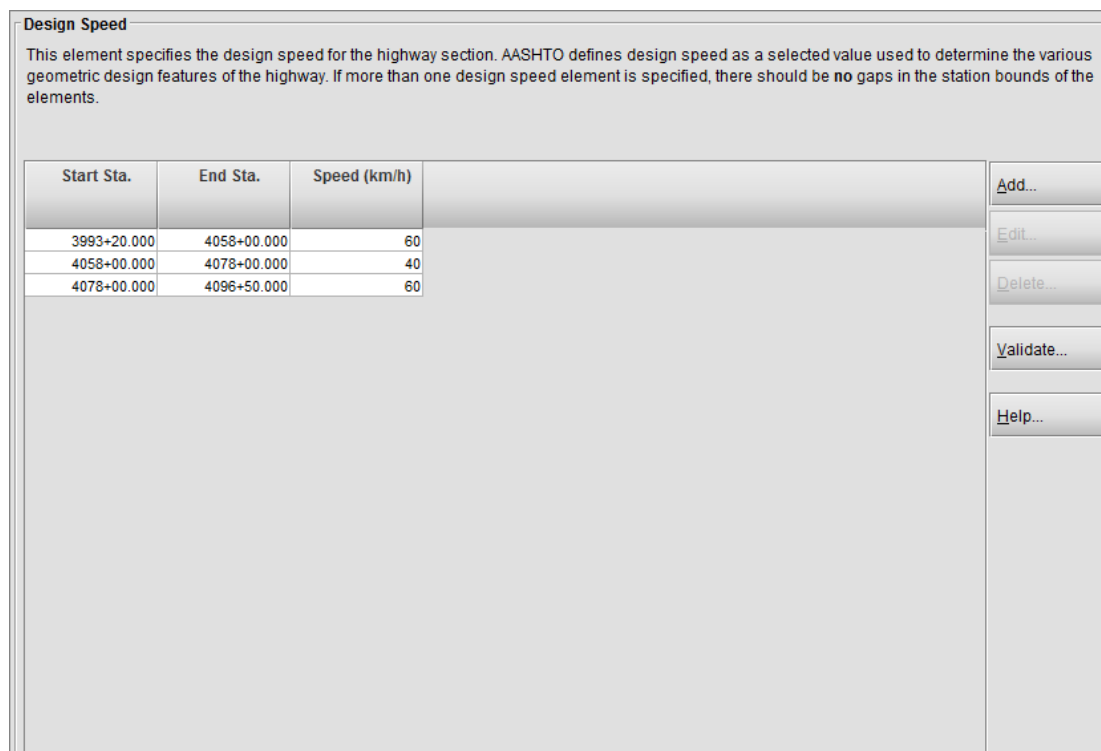 Design Speed
This element specifies the design speed for the highway section. AASHTO defines design speed as a selected value used to determine the various
geometric design features of the highway. If more than one design speed element is specified, there should be no gaps in the station bounds of the
elements.
Start Sta. End Sta. Speed (km/h)
3993+20.000 4058+00.000 60
4058+00.000 4078+00.000 40
4078+00.000 4096+50.000 60
Add...
Edit...
Delete...
Validate...
Help...